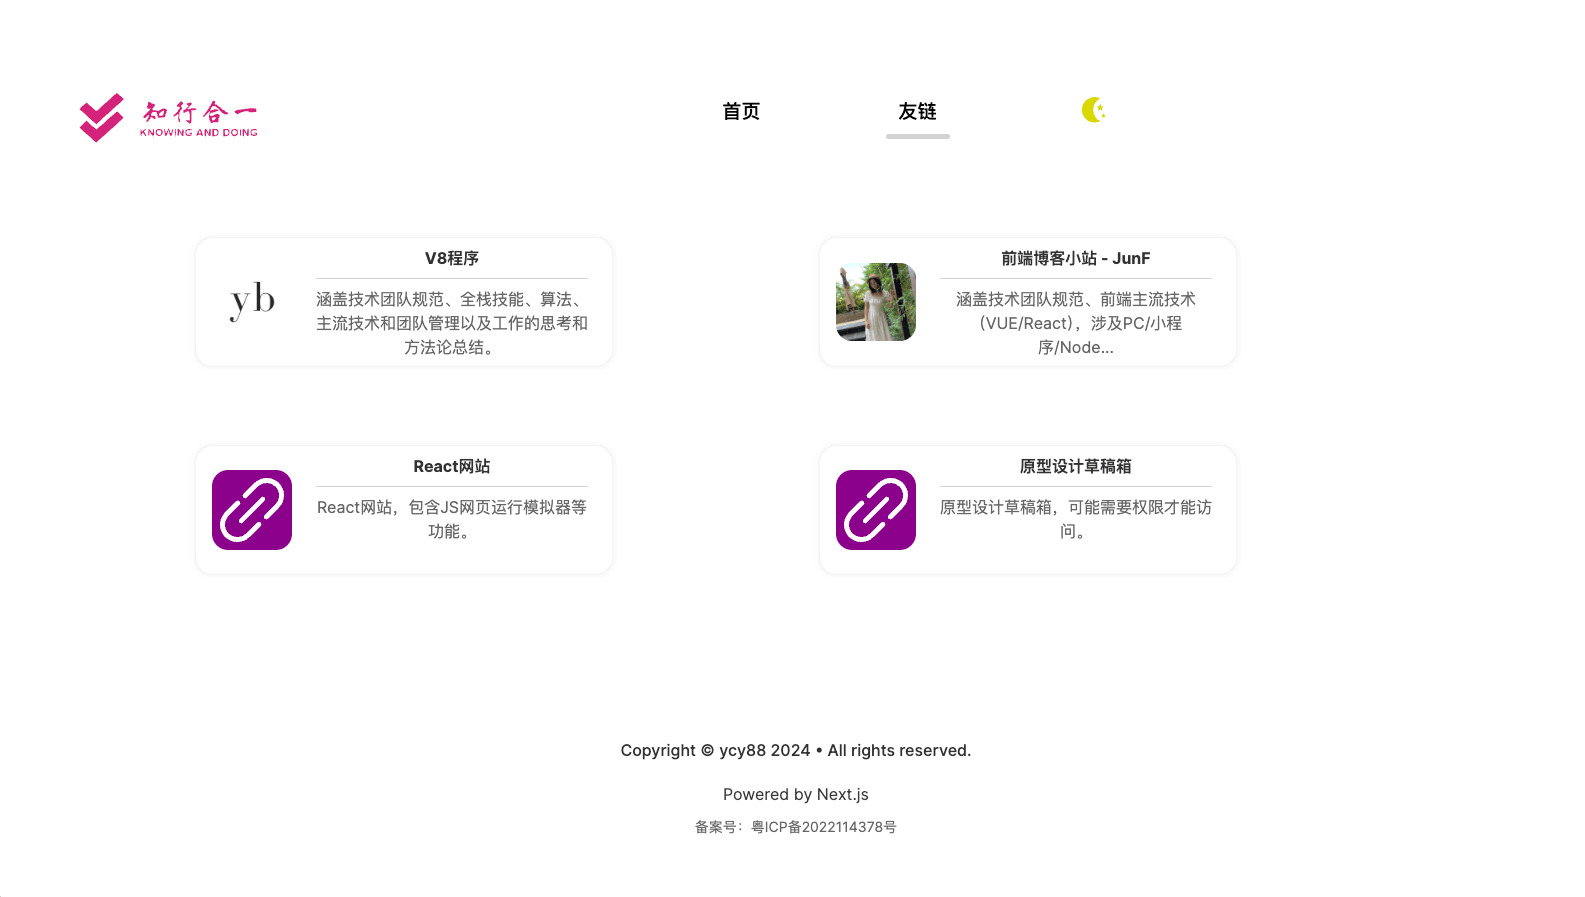 知行合一
KNOWING AND DOING
首页
友链
V8程序
yb
涵盖技术团队规范、全栈技能、算法、
主流技术和团队管理以及工作的思考和
方法论总结。
前端博客小站 - JunF
涵盖技术团队规范、前端主流技术
（VUE/React），涉及PC/小程
序/Node...
React网站
React网站，包含JS网页运行模拟器等
功能。
原型设计草稿箱
原型设计草稿箱，可能需要权限才能访
问。
Copyright © ycy88 2024 • All rights reserved.
Powered by Next.js
备案号：粤ICP备2022114378号